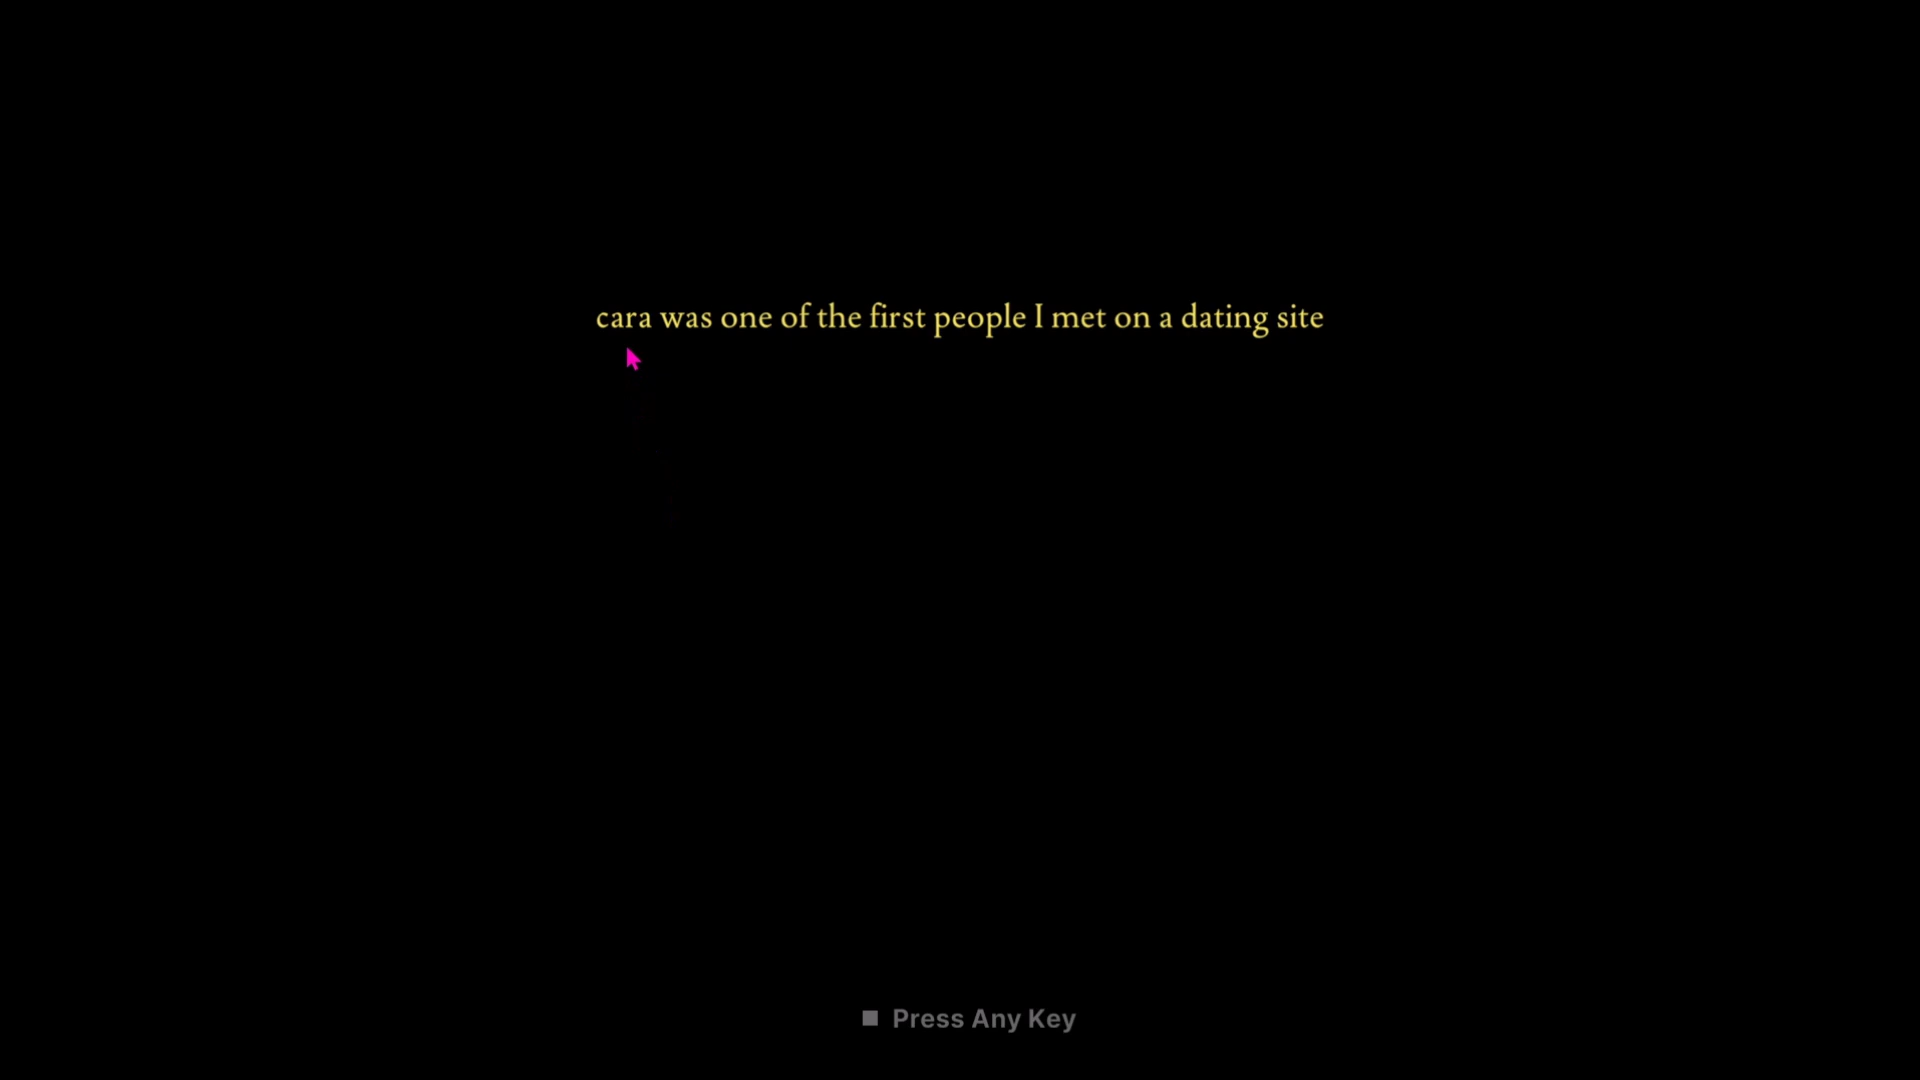 cara was one of the first people I met on a dating site
Press Any Key